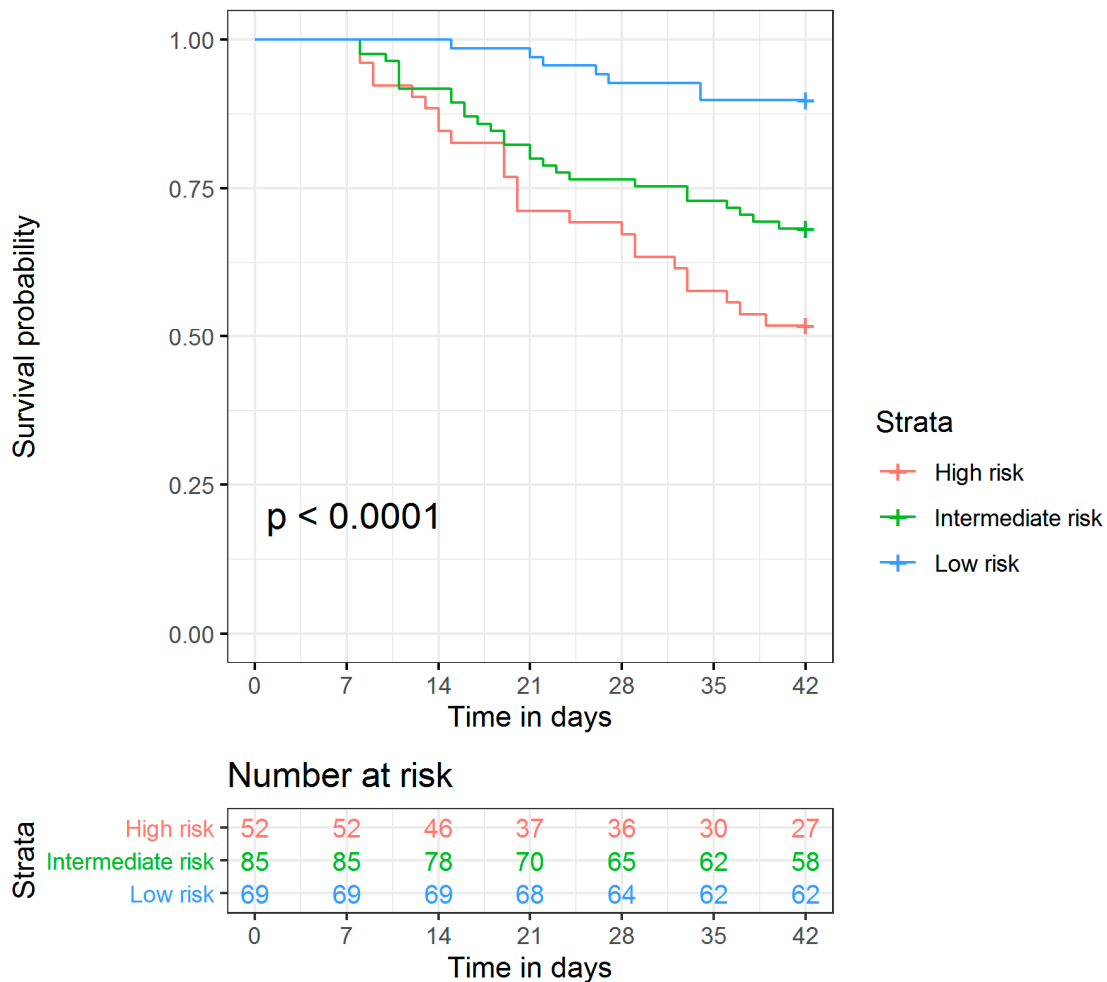 Survival probability
1.00
0.75
0.50
0.25
0.00
p < 0.0001
0 7 14 21 28 35 42
Time in days
Strata
High risk
Intermediate risk
Low risk
Number at risk
Strata
High risk 52 52 46 37 36 30 27
Intermediate risk 85 85 78 70 65 62 58
Low risk 69 69 69 68 64 62 62
0 7 14 21 28 35 42
Time in days